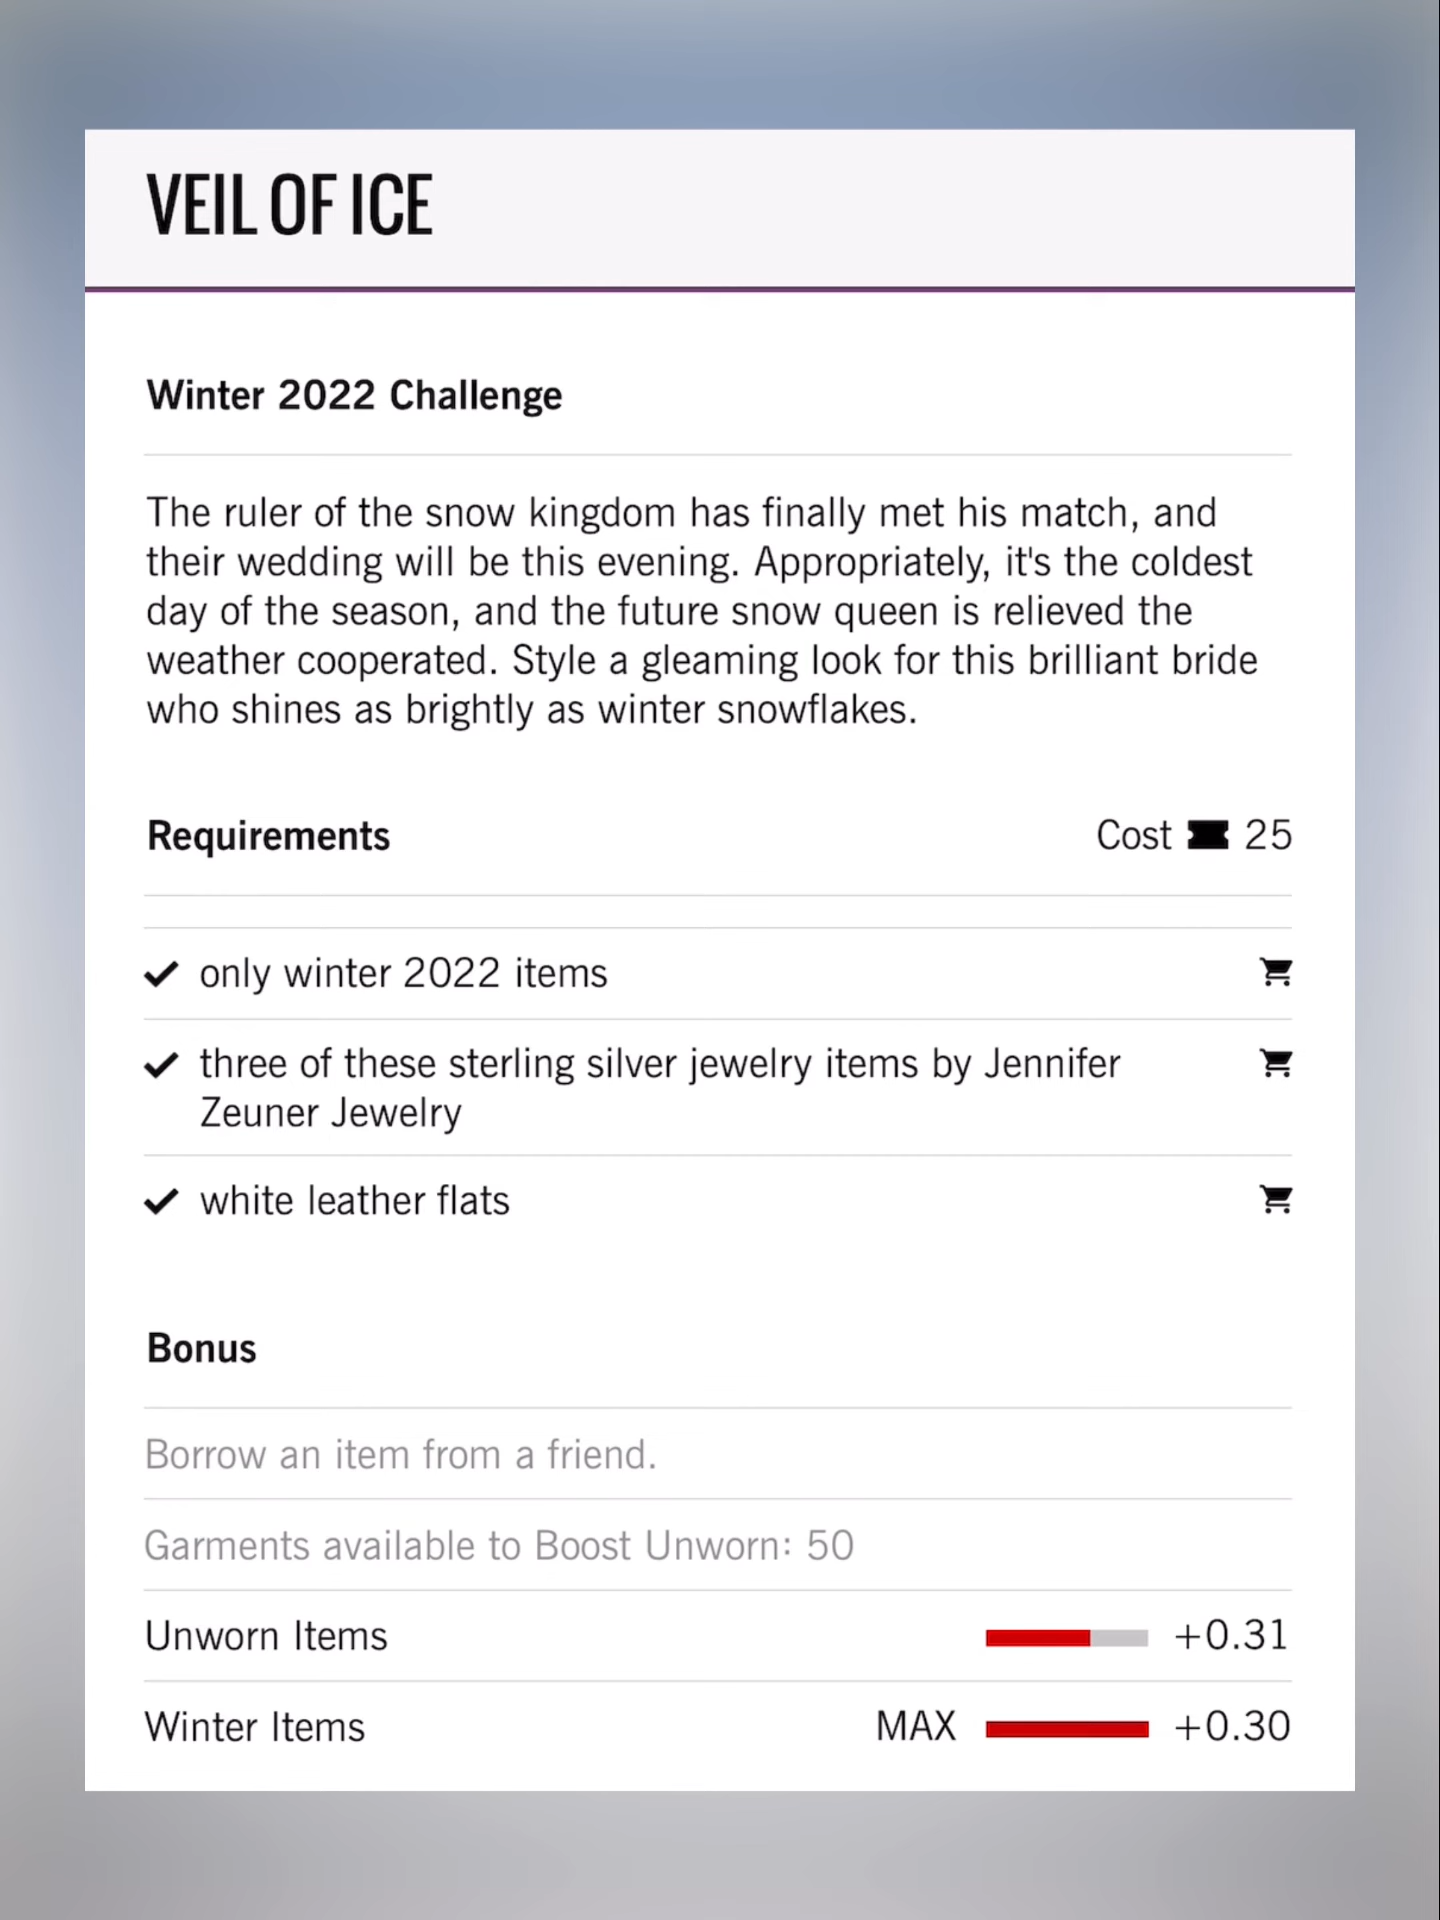 VEIL OF ICE
Winter 2022 Challenge
The ruler of the snow kingdom has finally met his match, and
their wedding will be this evening. Appropriately, it's the coldest
day of the season, and the future snow queen is relieved the
weather cooperated. Style a gleaming look for this brilliant bride
who shines as brightly as winter snowflakes.
Requirements Cost 25
only winter 2022 items
three of these sterling silver jewelry items by Jennifer
Zeuner Jewelry
white leather flats
Bonus
Borrow an item from a friend.
Garments available to Boost Unworn: 50
Unworn Items +0.31
Winter Items MAX +0.30